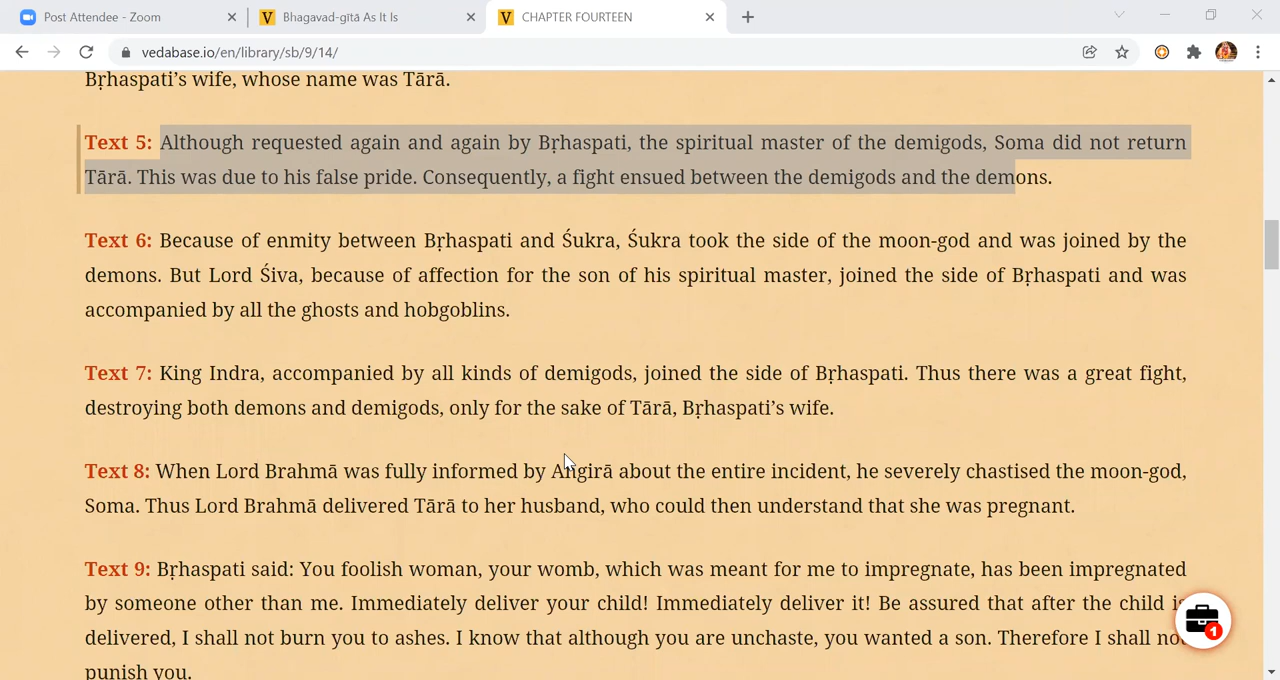 Post Attendee - Zoom
Bhagavad-gītā As It Is
CHAPTER FOURTEEN
vedabase.io/en/library/sb/9/14/
Bṛhaspati’s wife, whose name was Tārā.
Text 5: Although requested again and again by Bṛhaspati, the spiritual master of the demigods, Soma did not return
Tārā. This was due to his false pride. Consequently, a fight ensued between the demigods and the demons.
Text 6: Because of enmity between Bṛhaspati and Śukra, Śukra took the side of the moon-god and was joined by the
demons. But Lord Śiva, because of affection for the son of his spiritual master, joined the side of Bṛhaspati and was
accompanied by all the ghosts and hobgoblins.
Text 7: King Indra, accompanied by all kinds of demigods, joined the side of Bṛhaspati. Thus there was a great fight,
destroying both demons and demigods, only for the sake of Tārā, Bṛhaspati’s wife.
Text 8: When Lord Brahmā was fully informed by Aṅgirā about the entire incident, he severely chastised the moon-god,
Soma. Thus Lord Brahmā delivered Tārā to her husband, who could then understand that she was pregnant.
Text 9: Bṛhaspati said: You foolish woman, your womb, which was meant for me to impregnate, has been impregnated
by someone other than me. Immediately deliver your child! Immediately deliver it! Be assured that after the child is
delivered, I shall not burn you to ashes. I know that although you are unchaste, you wanted a son. Therefore I shall not
punish you.
1